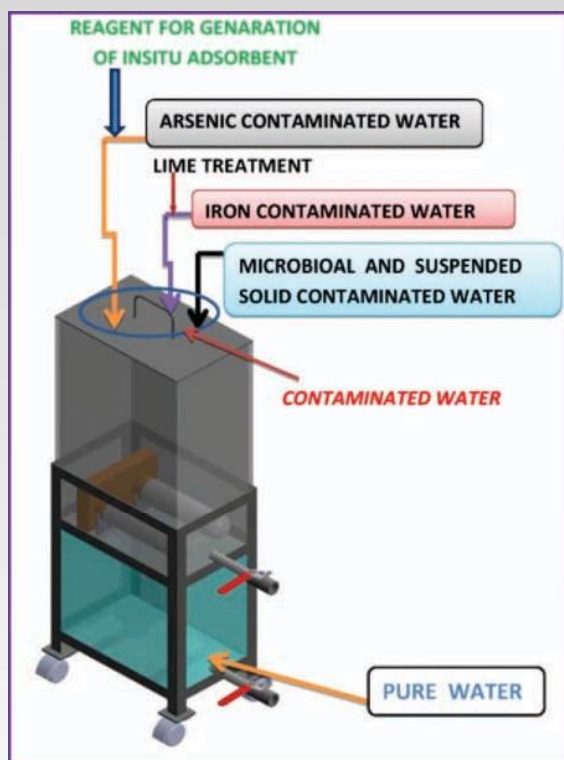 REAGENT FOR GENARATION
OF INSITU ADSORBENT
ARSENIC CONTAMINATED WATER
LIME TREATMENT
IRON CONTAMINATED WATER
MICROBIOAL AND SUSPENDED
SOLID CONTAMINATED WATER
CONTAMINATED WATER
PURE WATER